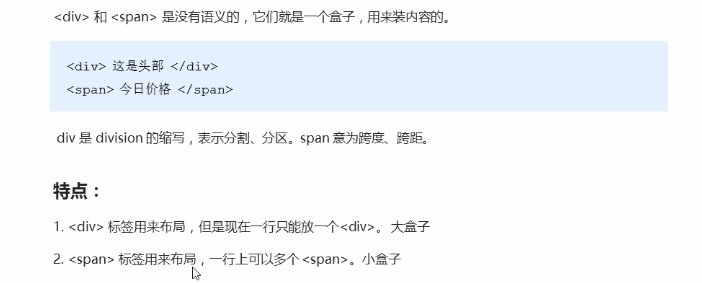 <div> 和 <span> 是没有语义的，它们就是一个盒子，用来装内容的。
<div> 这是头部 </div>
<span> 今日价格 </span>
div 是 division 的缩写，表示分割、分区。span 意为跨度、跨距。
特点：
1. <div> 标签用来布局，但是现在一行只能放一个<div>。 大盒子
2. <span> 标签用来布局，一行上可以多个 <span>。小盒子